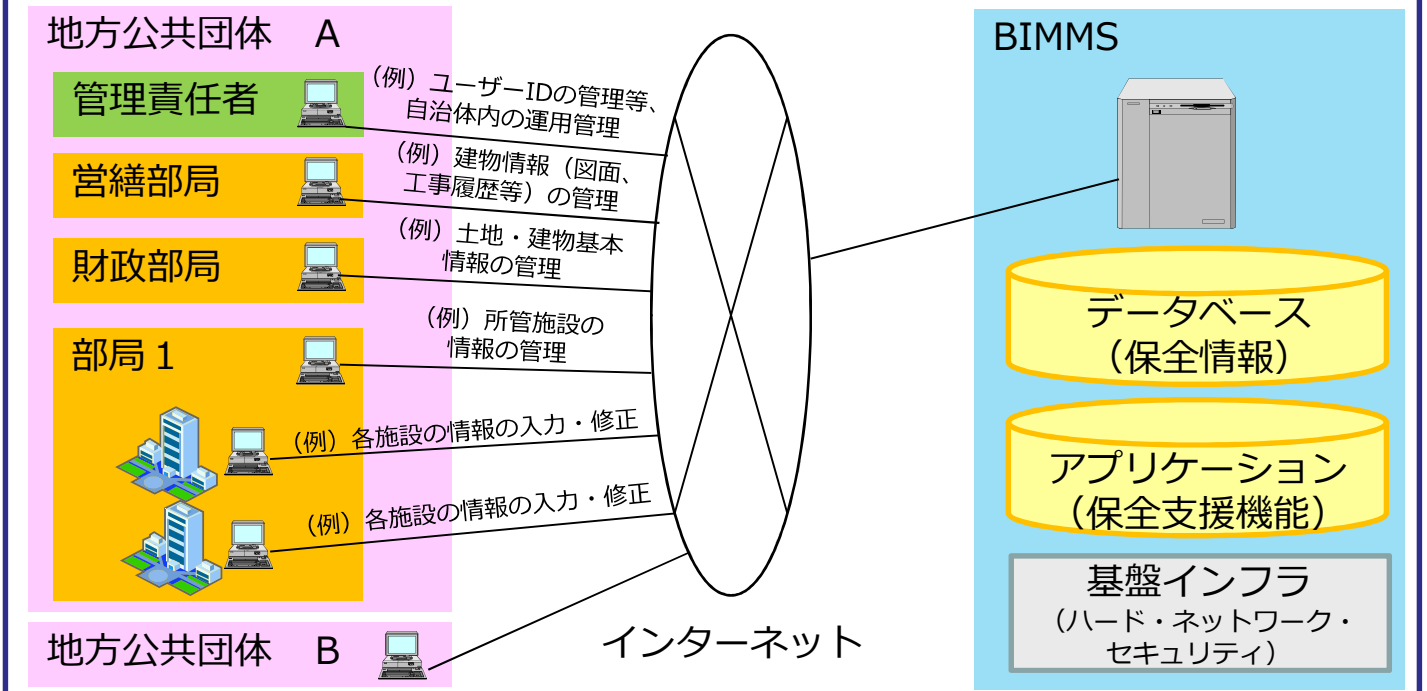 地方公共団体　A
管理責任者
（例）ユーザーIDの管理等、
自治体内の運用管理
営繕部局
（例）建物情報（図面、
工事履歴等）の管理
財政部局
（例）土地・建物基本
情報の管理
部局１
（例）所管施設の
情報の管理
（例）各施設の情報の入力・修正
（例）各施設の情報の入力・修正
地方公共団体　B
インターネット
BIMMS
データベース
（保全情報）
アプリケーション
（保全支援機能）
基盤インフラ
（ハード・ネットワーク・
セキュリティ）